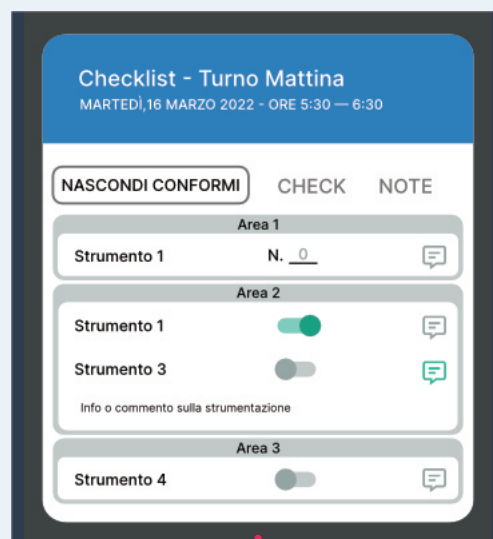 Checklist - Turno Mattina
MARTEDÌ,16 MARZO 2022 - ORE 5:30 — 6:30
NASCONDI CONFORMI CHECK NOTE
Area 1
Strumento 1 N. 0
Area 2
Strumento 1
Strumento 3
Info o commento sulla strumentazione
Area 3
Strumento 4